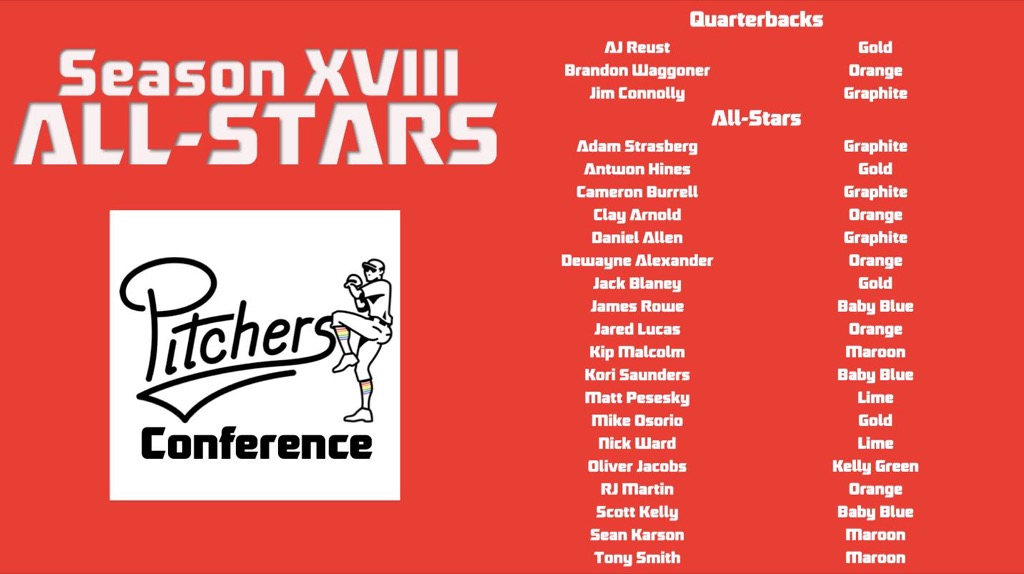 Season XVIII
ALL-STARS
Pitchers
Conference
Quarterbacks
AJ Reust Gold
Brandon Waggoner Orange
Jim Connolly Graphite
All-Stars
Adam Strasberg Graphite
Antwon Hines Gold
Cameron Burrell Graphite
Clay Arnold Orange
Daniel Allen Graphite
Dewayne Alexander Orange
Jack Blaney Gold
James Rowe Baby Blue
Jared Lucas Orange
Kip Malcolm Maroon
Kori Saunders Baby Blue
Matt Pesesky Lime
Mike Osorio Gold
Nick Ward Lime
Oliver Jacobs Kelly Green
RJ Martin Orange
Scott Kelly Baby Blue
Sean Karson Maroon
Tony Smith Maroon